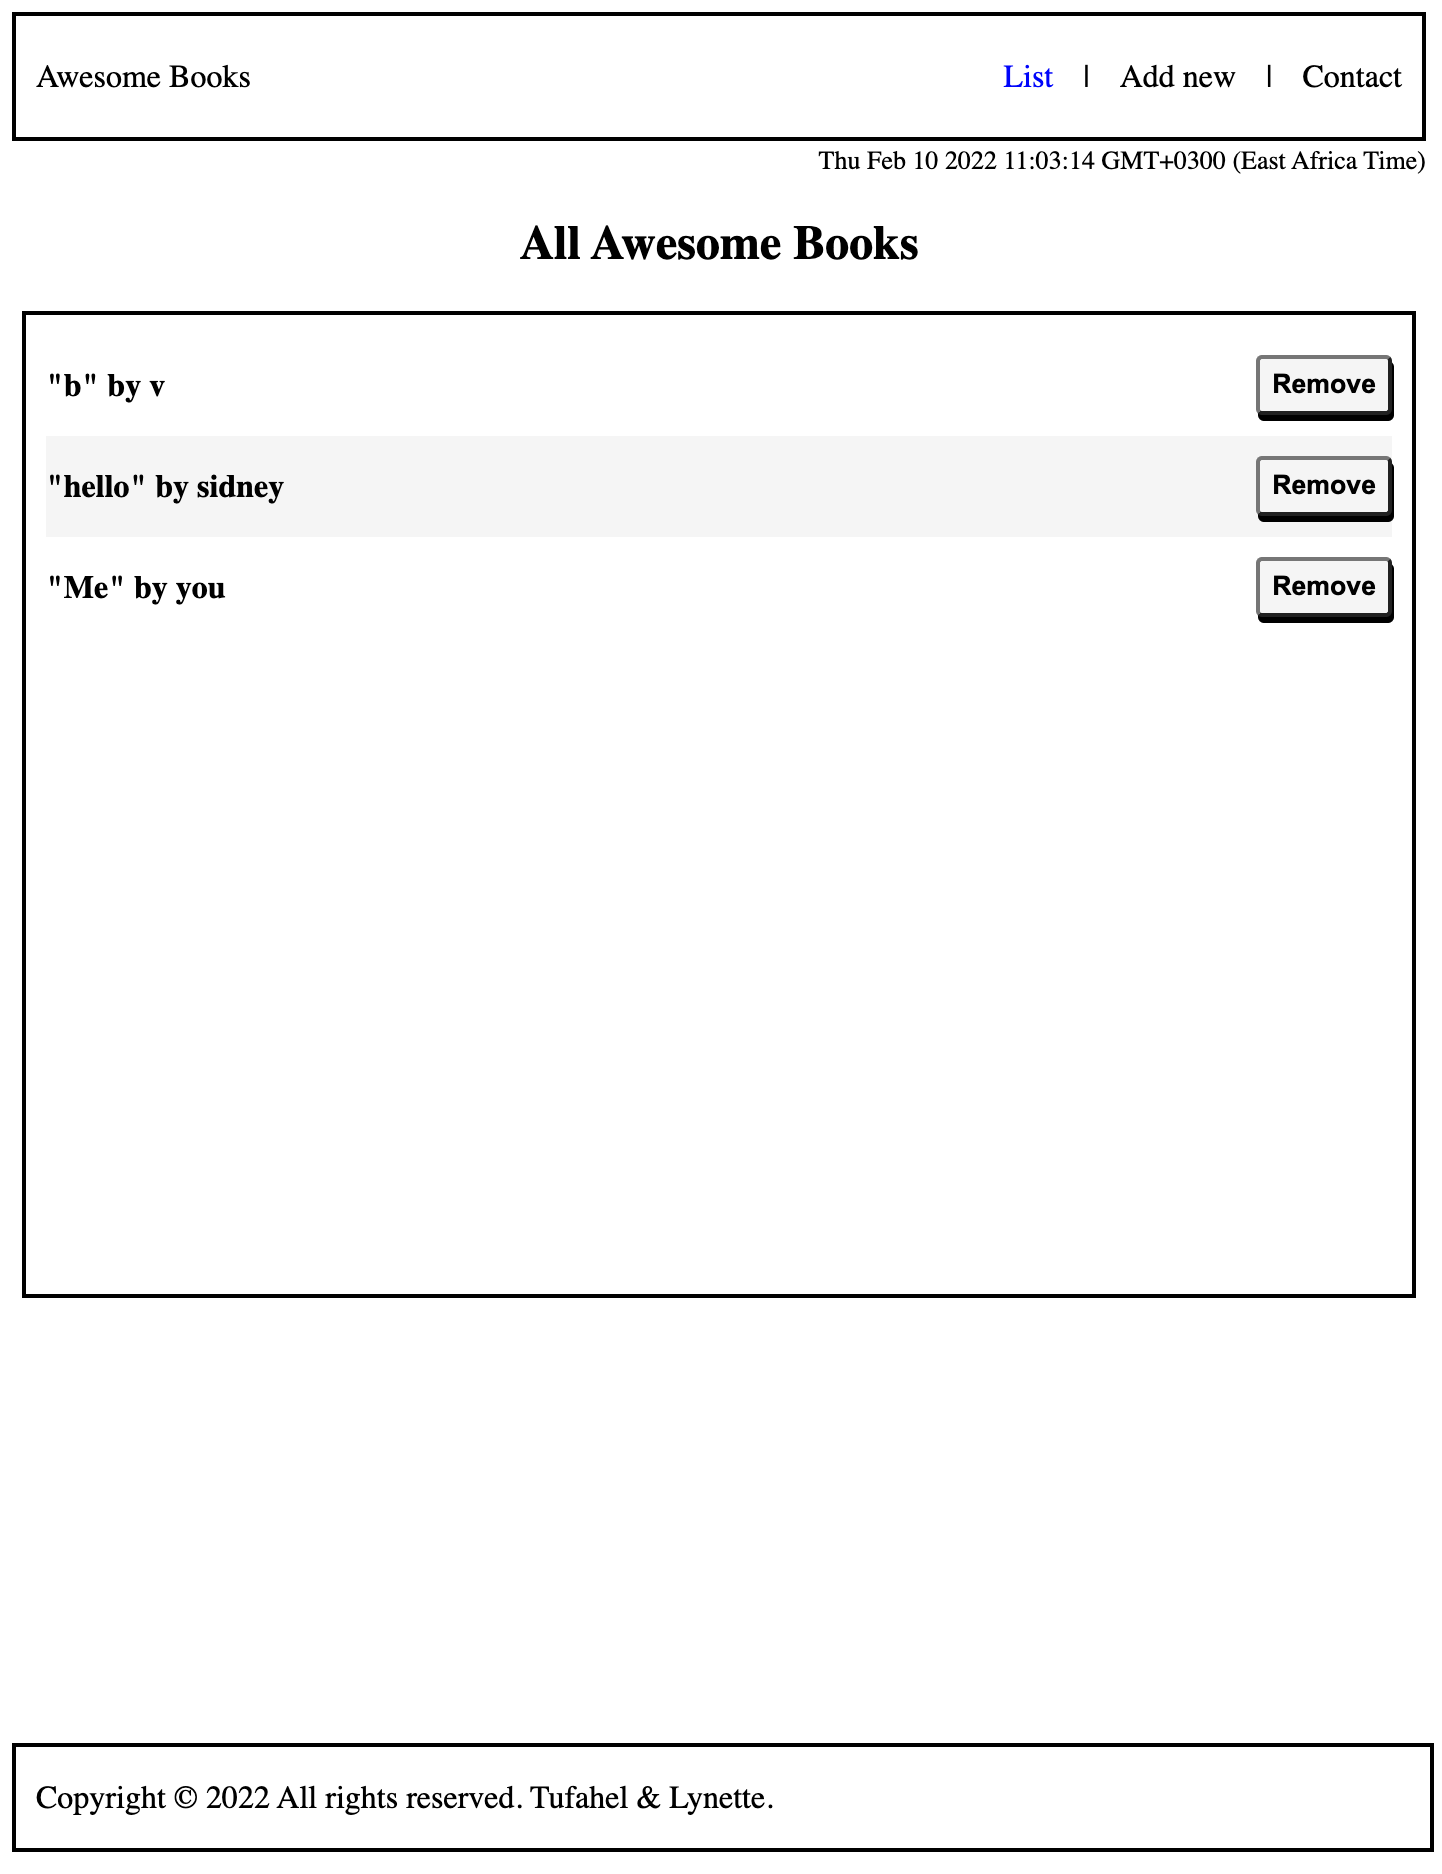 Awesome Books List | Add new | Contact
Thu Feb 10 2022 11:03:14 GMT+0300 (East Africa Time)
All Awesome Books
"b" by v Remove
"hello" by sidney Remove
"Me" by you Remove
Copyright © 2022 All rights reserved. Tufahel & Lynette.